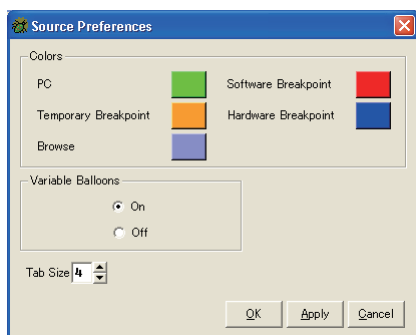 Source Preferences
Colors
PC
Software Breakpoint
Temporary Breakpoint
Hardware Breakpoint
Browse
Variable Balloons
On
Off
Tab Size 4
OK Apply Cancel